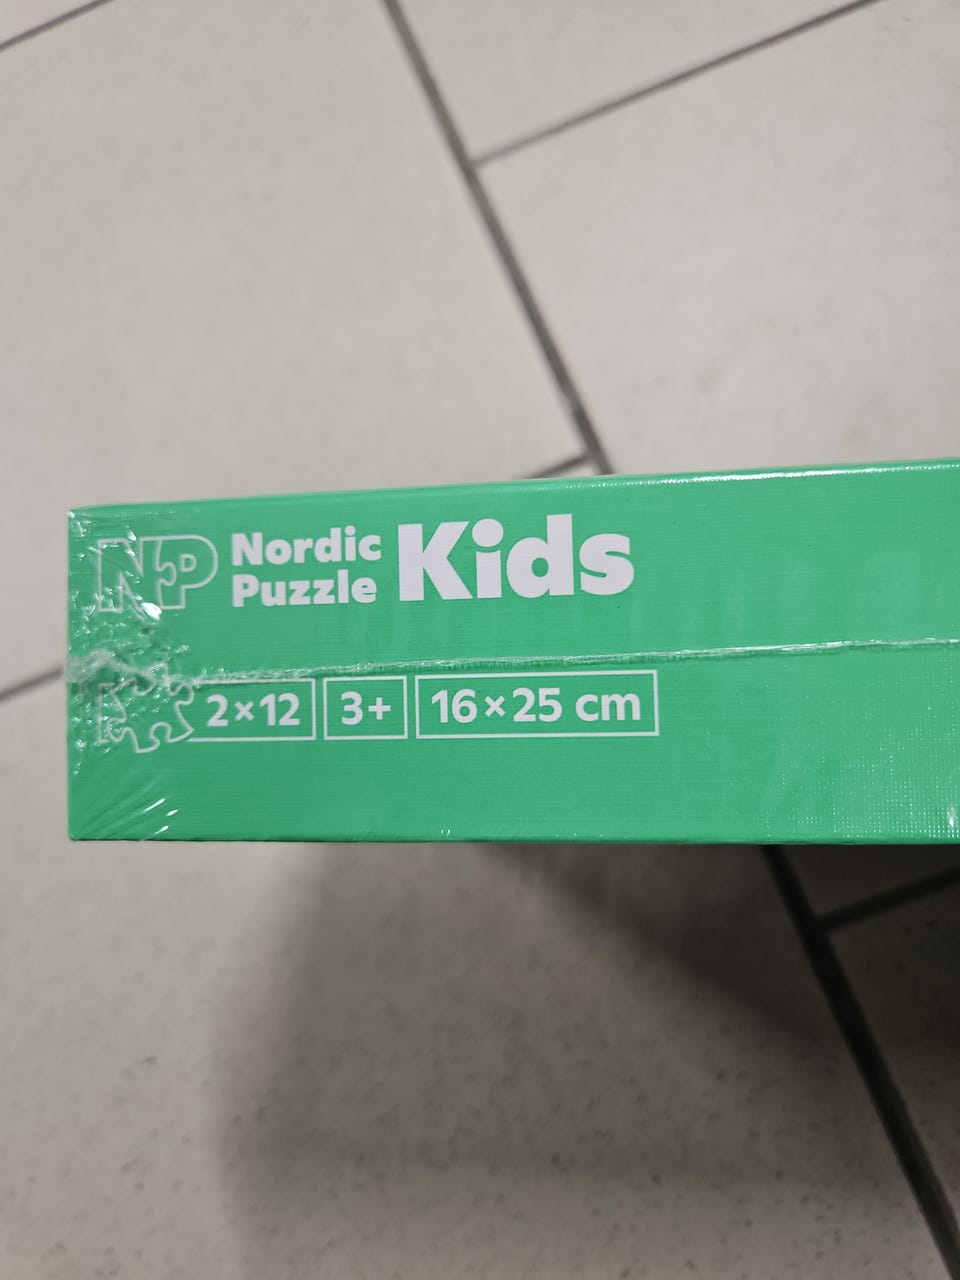 NP Nordic
Puzzle Kids
2×12 3+ 16×25 cm